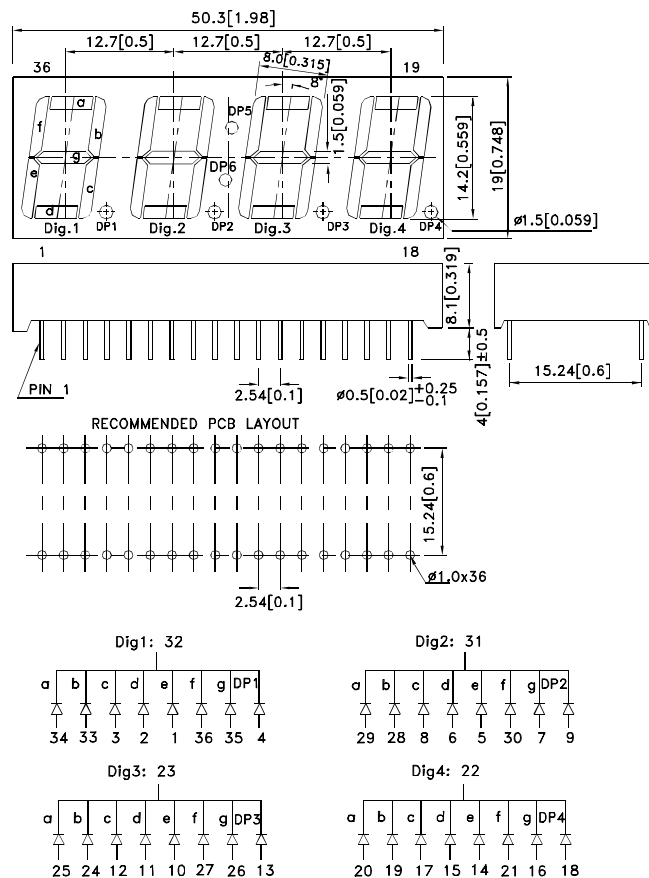 50.3[1.98]
12.7[0.5] 12.7[0.5] 12.7[0.5]
8.0[0.315]
36 8° 19
a
f b DP5
g DP6
e c
d
1.5[0.059]
14.2[0.559]
19[0.748]
Dig.1 DP1 Dig.2 DP2 Dig.3 DP3 Dig.4 DP4
ø1.5[0.059]
1 18
8.1[0.319]
PIN 1
2.54[0.1] ø0.5[0.02]+0.25 -0.1
4[0.157]±0.5
15.24[0.6]
RECOMMENDED PCB LAYOUT
15.24[0.6]
2.54[0.1] ø1.0x36
Dig1: 32
a b c d e f g DP1
34 33 3 2 1 36 35 4
Dig2: 31
a b c d e f g DP2
29 28 8 6 5 30 7 9
Dig3: 23
a b c d e f g DP3
25 24 12 11 10 27 26 13
Dig4: 22
a b c d e f g DP4
20 19 17 15 14 21 16 18